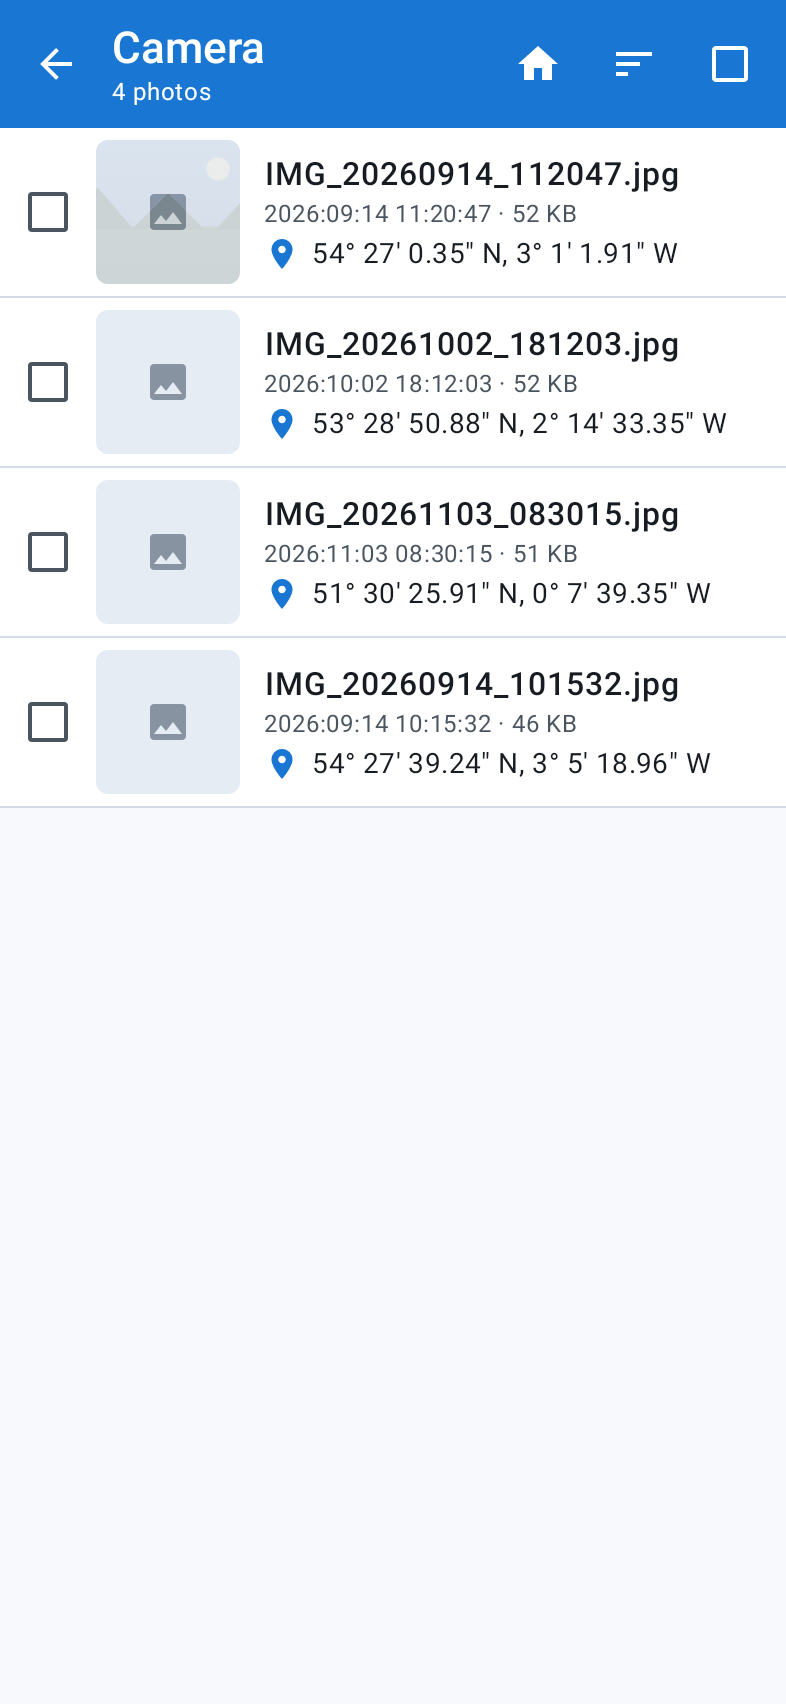 Camera
4 photos
IMG_20260914_112047.jpg
2026:09:14 11:20:47 · 52 KB
54° 27' 0.35" N, 3° 1' 1.91" W
IMG_20261002_181203.jpg
2026:10:02 18:12:03 · 52 KB
53° 28' 50.88" N, 2° 14' 33.35" W
IMG_20261103_083015.jpg
2026:11:03 08:30:15 · 51 KB
51° 30' 25.91" N, 0° 7' 39.35" W
IMG_20260914_101532.jpg
2026:09:14 10:15:32 · 46 KB
54° 27' 39.24" N, 3° 5' 18.96" W